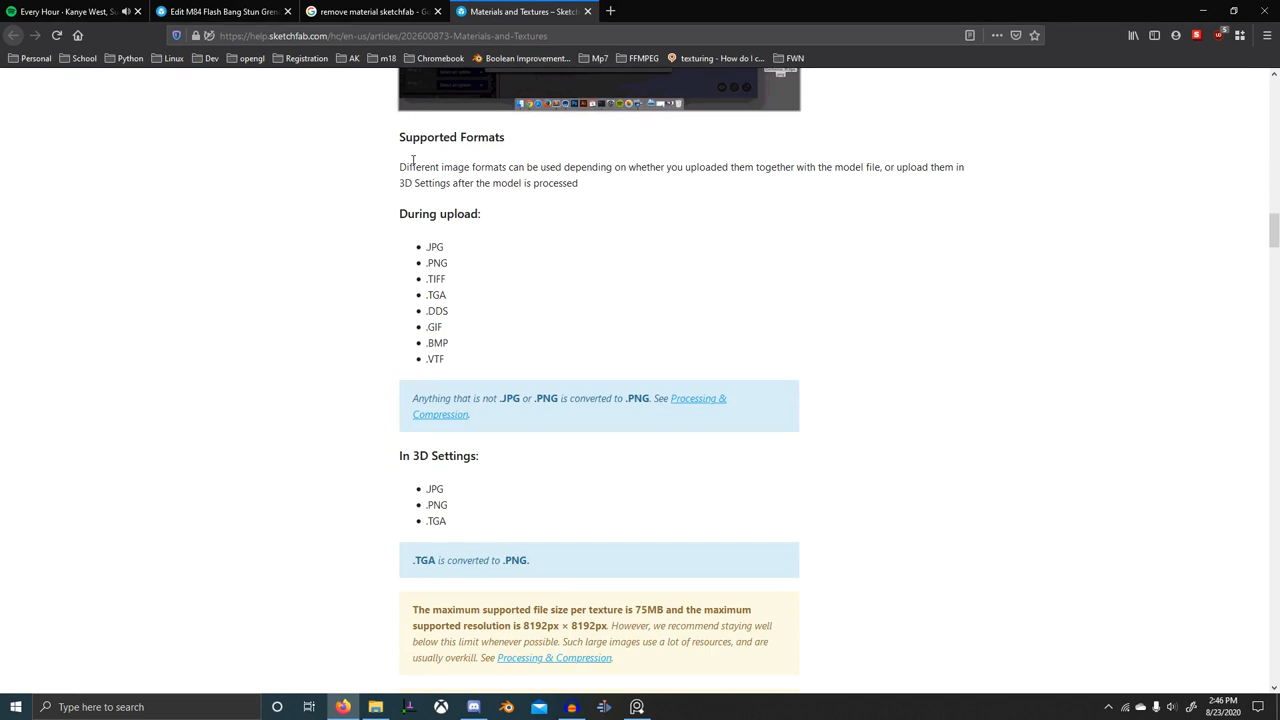 Every Hour · Kanye West, Su
Edit M84 Flash Bang Stun Gren
remove material sketchfab - Go
Materials and Textures – Sketch
https://help.sketchfab.com/hc/en-us/articles/202600873-Materials-and-Textures
Personal School Python Linux Dev opengl Registration AK m18 Chromebook Boolean Improvement... Mp7 FFMPEG texturing - How do I c... FWN
Supported Formats
Different image formats can be used depending on whether you uploaded them together with the model file, or upload them in
3D Settings after the model is processed
During upload:
.JPG
.PNG
.TIFF
.TGA
.DDS
.GIF
.BMP
.VTF
Anything that is not .JPG or .PNG is converted to .PNG. See Processing &
Compression.
In 3D Settings:
.JPG
.PNG
.TGA
.TGA is converted to .PNG.
The maximum supported file size per texture is 75MB and the maximum
supported resolution is 8192px × 8192px. However, we recommend staying well
below this limit whenever possible. Such large images use a lot of resources, and are
usually overkill. See Processing & Compression.
Type here to search
2:46 PM
8/23/2020